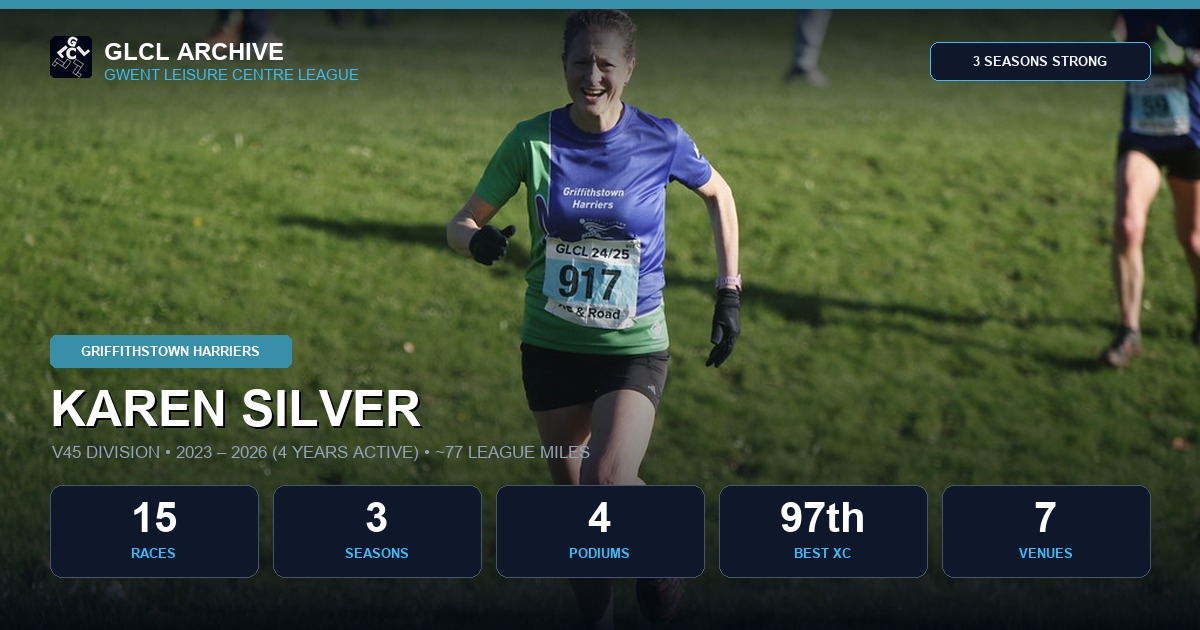 GLCL ARCHIVE
GWENT LEISURE CENTRE LEAGUE
3 SEASONS STRONG
59
Griffithstown
Harriers
GLCL 24/25
917
& Road
GRIFFITHSTOWN HARRIERS
KAREN SILVER
V45 DIVISION • 2023 – 2026 (4 YEARS ACTIVE) • ~77 LEAGUE MILES
15
RACES
3
SEASONS
4
PODIUMS
97th
BEST XC
7
VENUES